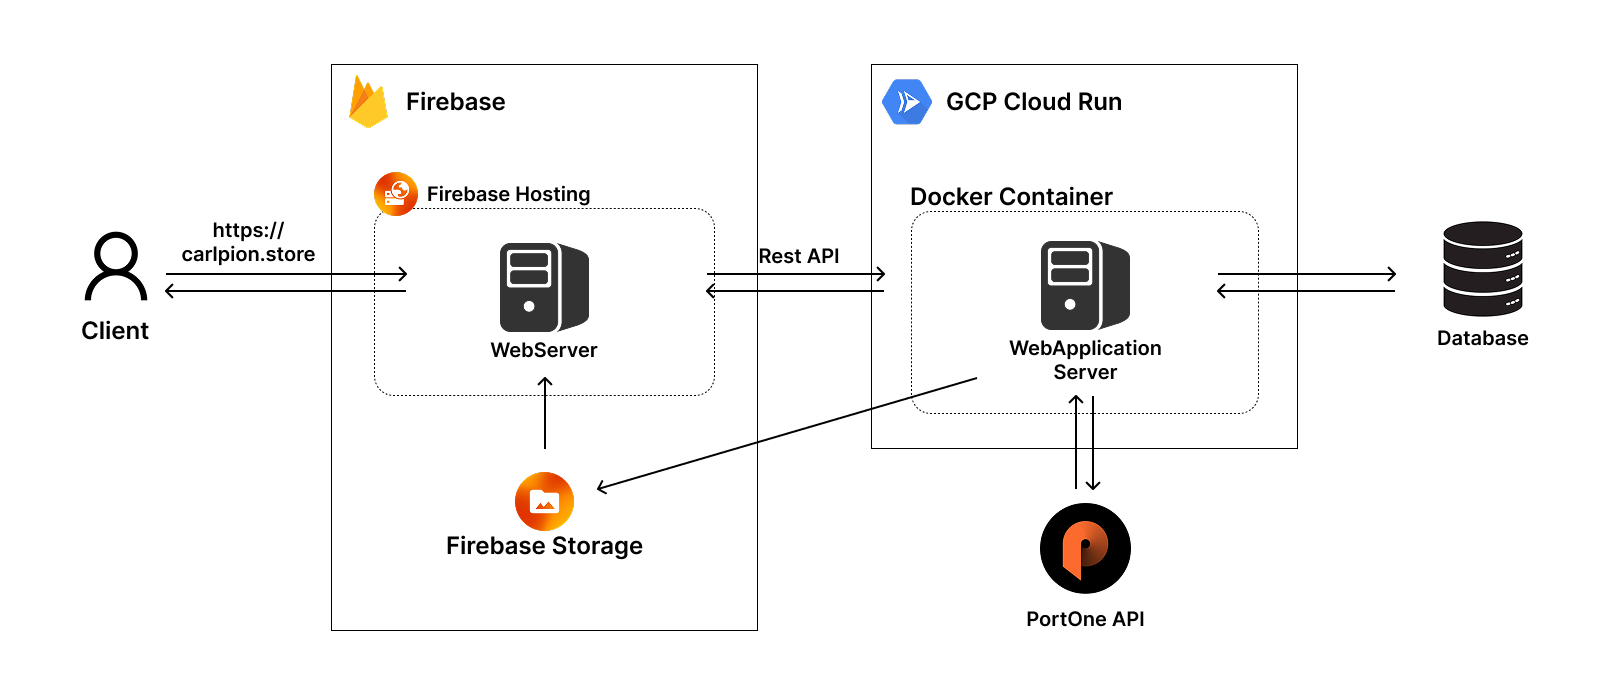 Firebase
GCP Cloud Run
Firebase Hosting
Docker Container
https://
carlpion.store
Rest API
Client
WebServer
WebApplication
Server
Database
Firebase Storage
PortOne API